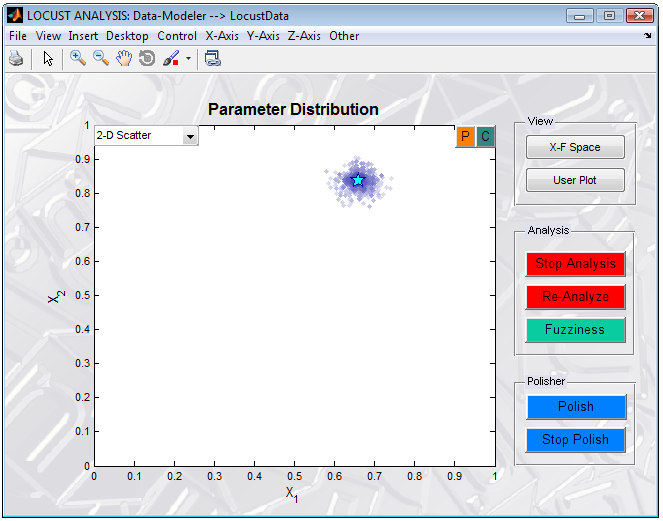 LOCUST ANALYSIS: Data-Modeler --> LocustData
File View Insert Desktop Control X-Axis Y-Axis Z-Axis Other
Parameter Distribution
2-D Scatter
P C
1
0.9
0.8
0.7
0.6
0.5
0.4
0.3
0.2
0.1
0
X2
0 0.1 0.2 0.3 0.4 0.5 0.6 0.7 0.8 0.9 1
X1
View
X-F Space
User Plot
Analysis
Stop Analysis
Re-Analyze
Fuzziness
Polisher
Polish
Stop Polish